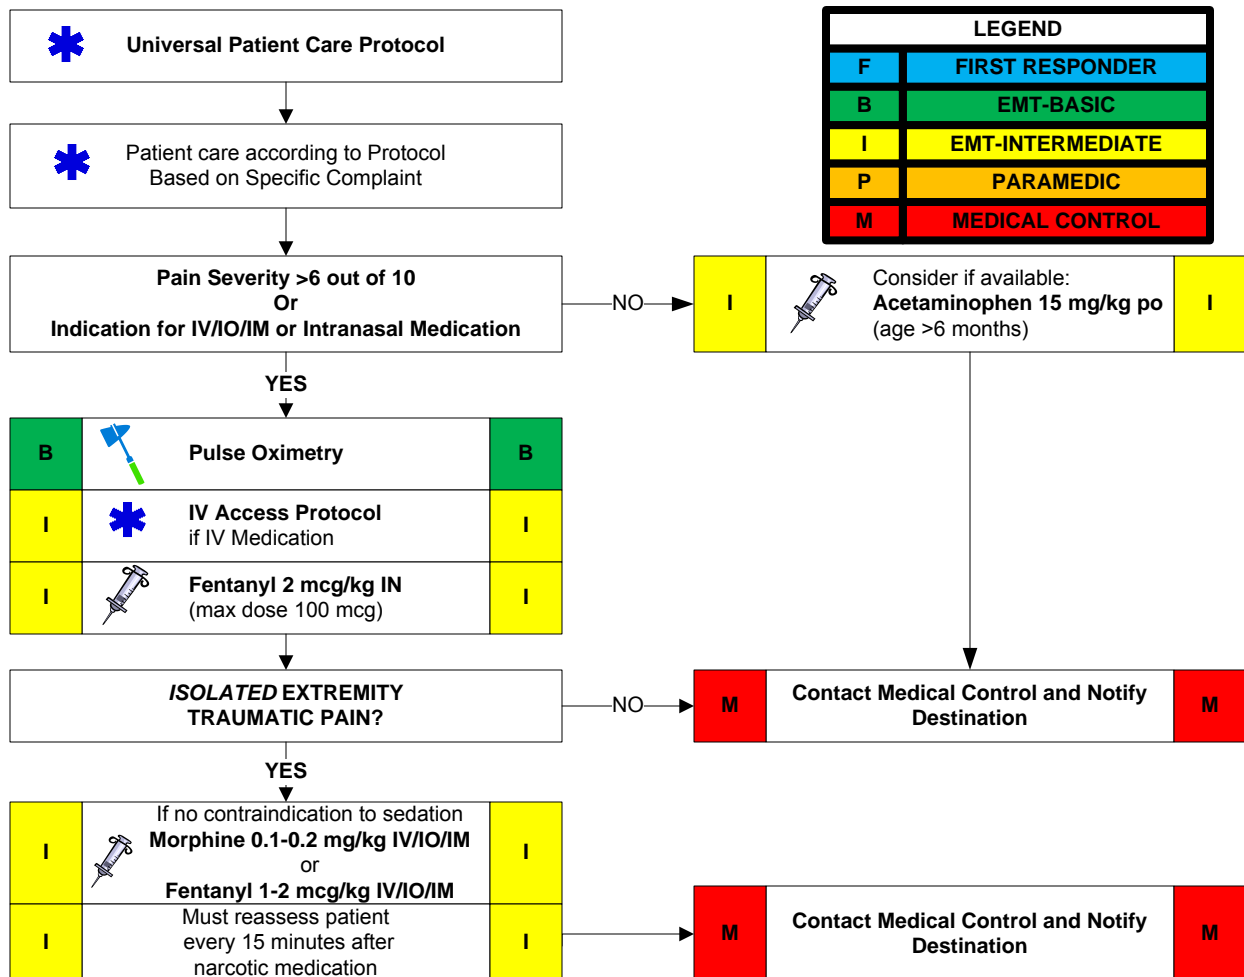 Universal Patient Care Protocol
LEGEND
F FIRST RESPONDER
B EMT-BASIC
I EMT-INTERMEDIATE
P PARAMEDIC
M MEDICAL CONTROL
Patient care according to Protocol
Based on Specific Complaint
Pain Severity >6 out of 10
Or
Indication for IV/IO/IM or Intranasal Medication
NO
I
Consider if available:
Acetaminophen 15 mg/kg po
(age >6 months)
I
YES
B Pulse Oximetry B
I
IV Access Protocol
if IV Medication
I
I
Fentanyl 2 mcg/kg IN
(max dose 100 mcg)
I
ISOLATED EXTREMITY
TRAUMATIC PAIN?
NO
M
Contact Medical Control and Notify
Destination
M
YES
I
If no contraindication to sedation
Morphine 0.1-0.2 mg/kg IV/IO/IM
or
Fentanyl 1-2 mcg/kg IV/IO/IM
I
I
Must reassess patient
every 15 minutes after
narcotic medication
I
M
Contact Medical Control and Notify
Destination
M